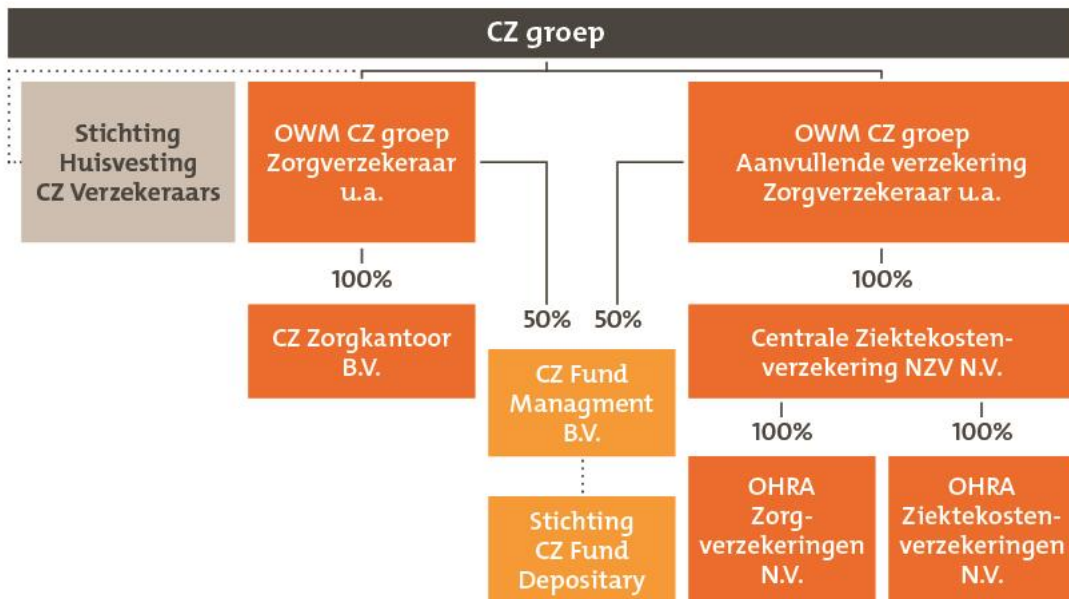 CZ groep
Stichting
Huisvesting
CZ Verzekeraars
OWM CZ groep
Zorgverzekeraar
u.a.
OWM CZ groep
Aanvullende verzekering
Zorgverzekeraar u.a.
100%
100%
50%
50%
CZ Zorgkantoor
B.V.
CZ Fund
Managment
B.V.
Centrale Ziektekosten-
verzekering NZV N.V.
100%
100%
Stichting
CZ Fund
Depositary
OHRA
Zorg-
verzekeringen
N.V.
OHRA
Ziektekosten-
verzekeringen
N.V.